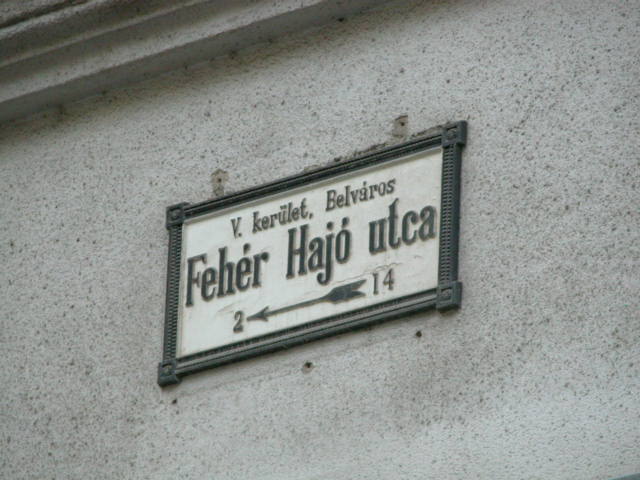 V. kerület, Belváros
Fehér Hajó utca
2 14